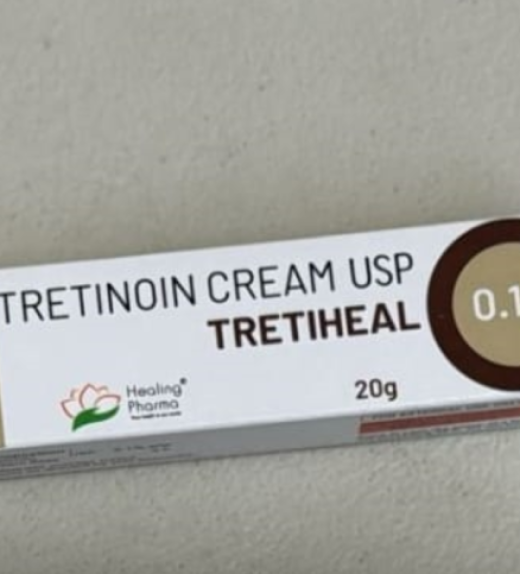 TRETINOIN CREAM USP
TRETIHEAL
0.1
Healing
Pharma
20g